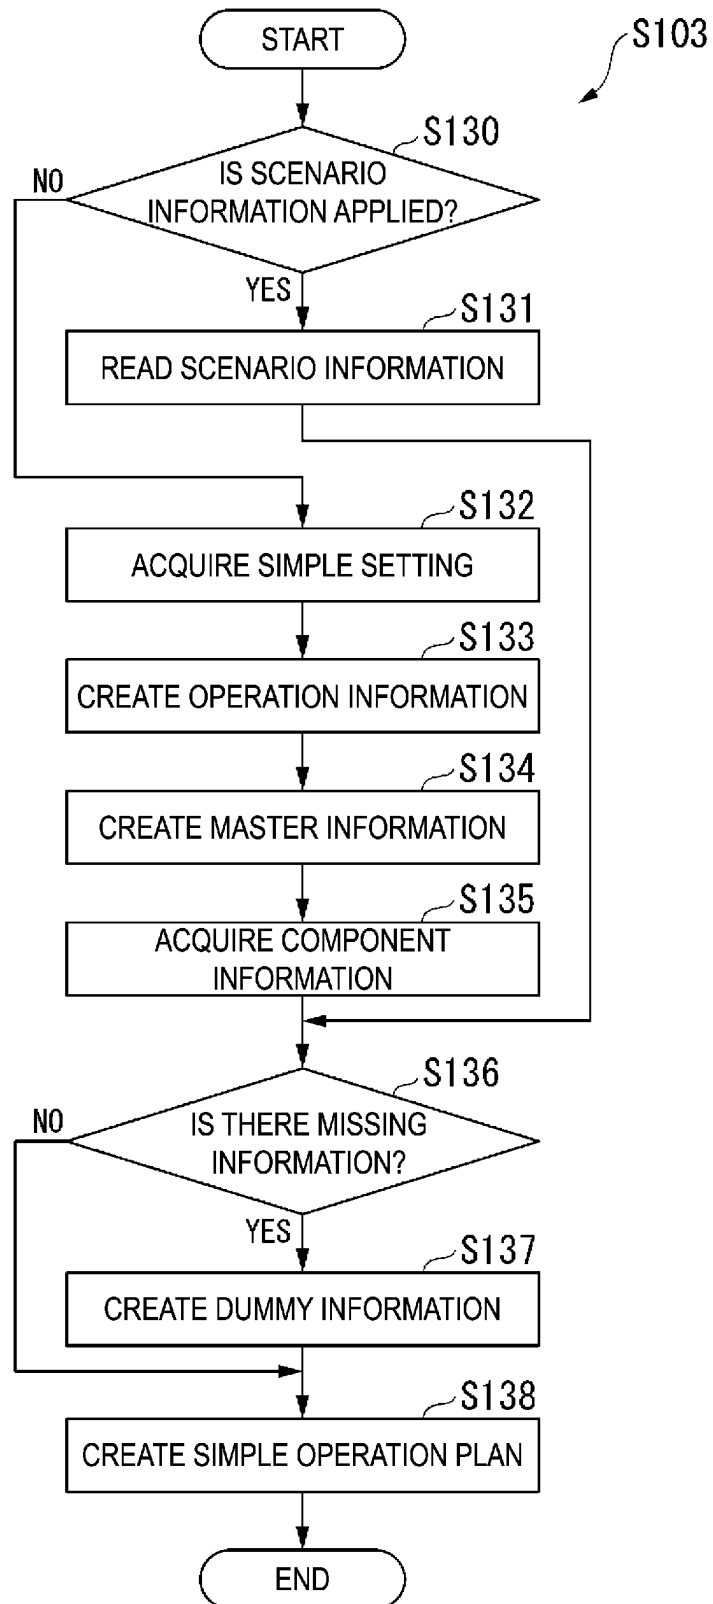 START
S103
S130
NO
IS SCENARIO
INFORMATION APPLIED?
YES
S131
READ SCENARIO INFORMATION
S132
ACQUIRE SIMPLE SETTING
S133
CREATE OPERATION INFORMATION
S134
CREATE MASTER INFORMATION
S135
ACQUIRE COMPONENT
INFORMATION
S136
NO
IS THERE MISSING
INFORMATION?
YES
S137
CREATE DUMMY INFORMATION
S138
CREATE SIMPLE OPERATION PLAN
END